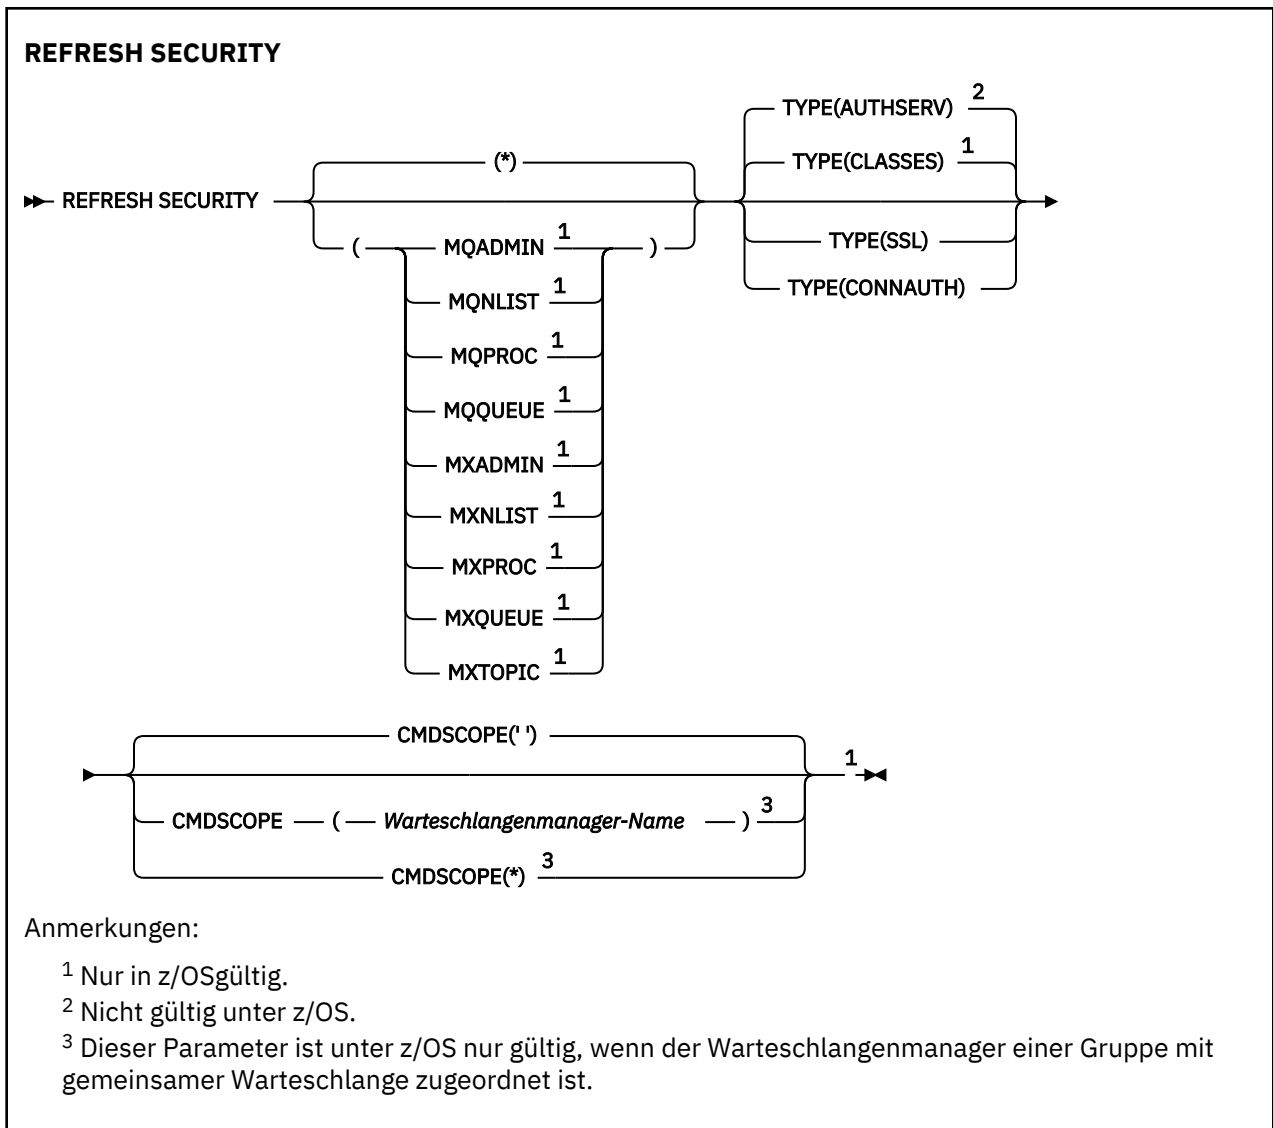 REFRESH SECURITY
TYPE(AUTHSERV) 2
(*)
TYPE(CLASSES) 1
REFRESH SECURITY
( MQADMIN 1 )
TYPE(SSL)
MQNLIST 1
TYPE(CONNAUTH)
MQPROC 1
MQQUEUE 1
MXADMIN 1
MXNLIST 1
MXPROC 1
MXQUEUE 1
MXTOPIC 1
CMDSCOPE(' ')
1
CMDSCOPE ( Warteschlangenmanager-Name ) 3
CMDSCOPE(*) 3
Anmerkungen:
1 Nur in z/OSgültig.
2 Nicht gültig unter z/OS.
3 Dieser Parameter ist unter z/OS nur gültig, wenn der Warteschlangenmanager einer Gruppe mit
gemeinsamer Warteschlange zugeordnet ist.